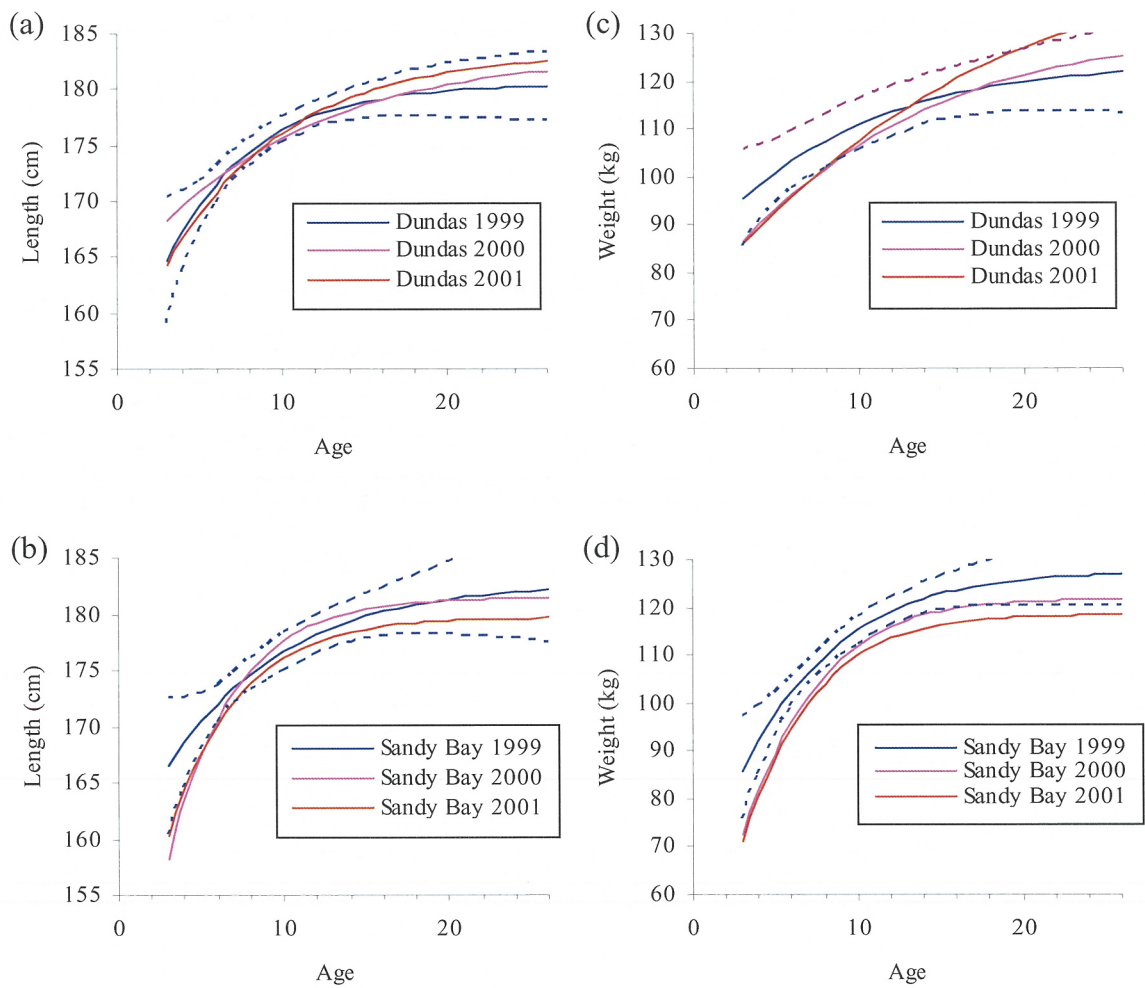 (a)
185
180
175
170
165
160
155
Length (cm)
Dundas 1999
Dundas 2000
Dundas 2001
0
10
20
Age
(c)
130
120
110
100
90
80
70
60
Weight (kg)
Dundas 1999
Dundas 2000
Dundas 2001
0
10
20
Age
(b)
185
180
175
170
165
160
155
Length (cm)
Sandy Bay 1999
Sandy Bay 2000
Sandy Bay 2001
0
10
20
Age
(d)
130
120
110
100
90
80
70
60
Weight (kg)
Sandy Bay 1999
Sandy Bay 2000
Sandy Bay 2001
0
10
20
Age